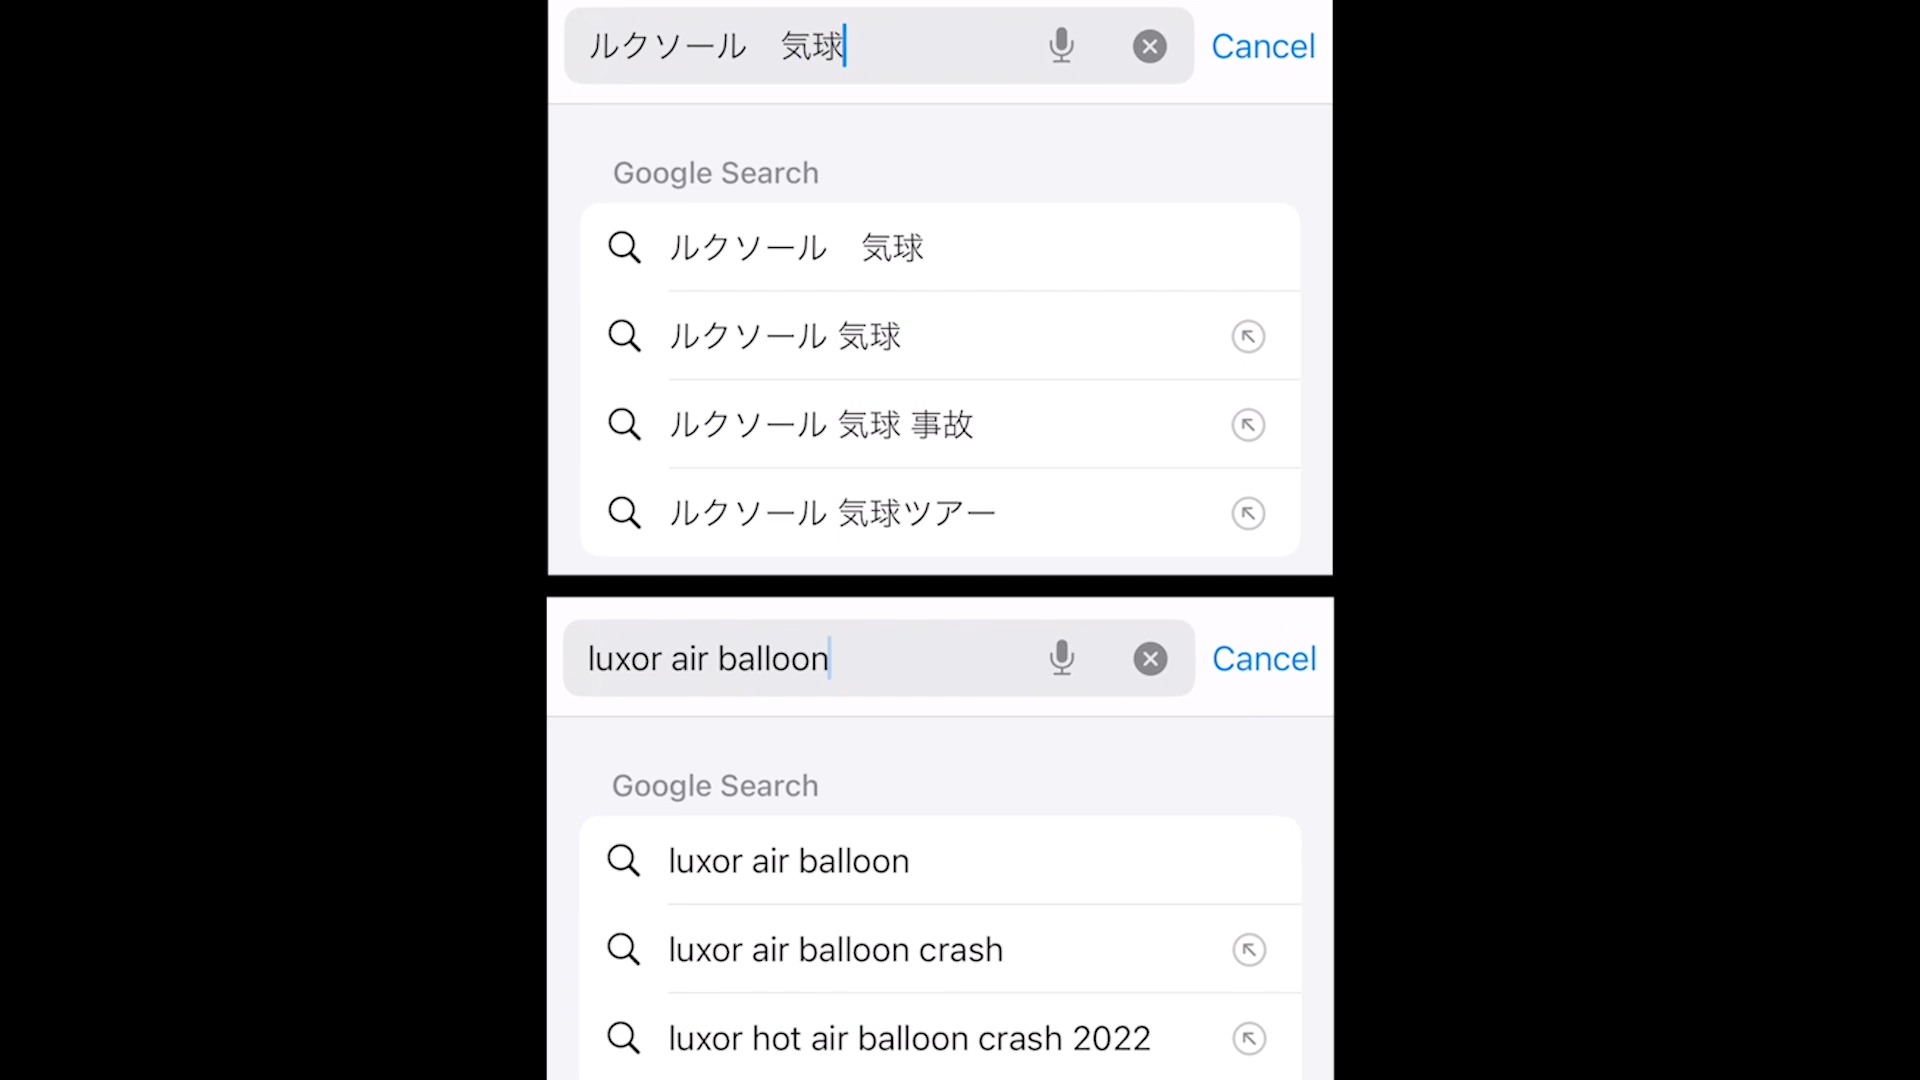 ルクソール　気球 Cancel
Google Search
ルクソール　気球
ルクソール 気球
ルクソール 気球 事故
ルクソール 気球ツアー
luxor air balloon Cancel
Google Search
luxor air balloon
luxor air balloon crash
luxor hot air balloon crash 2022